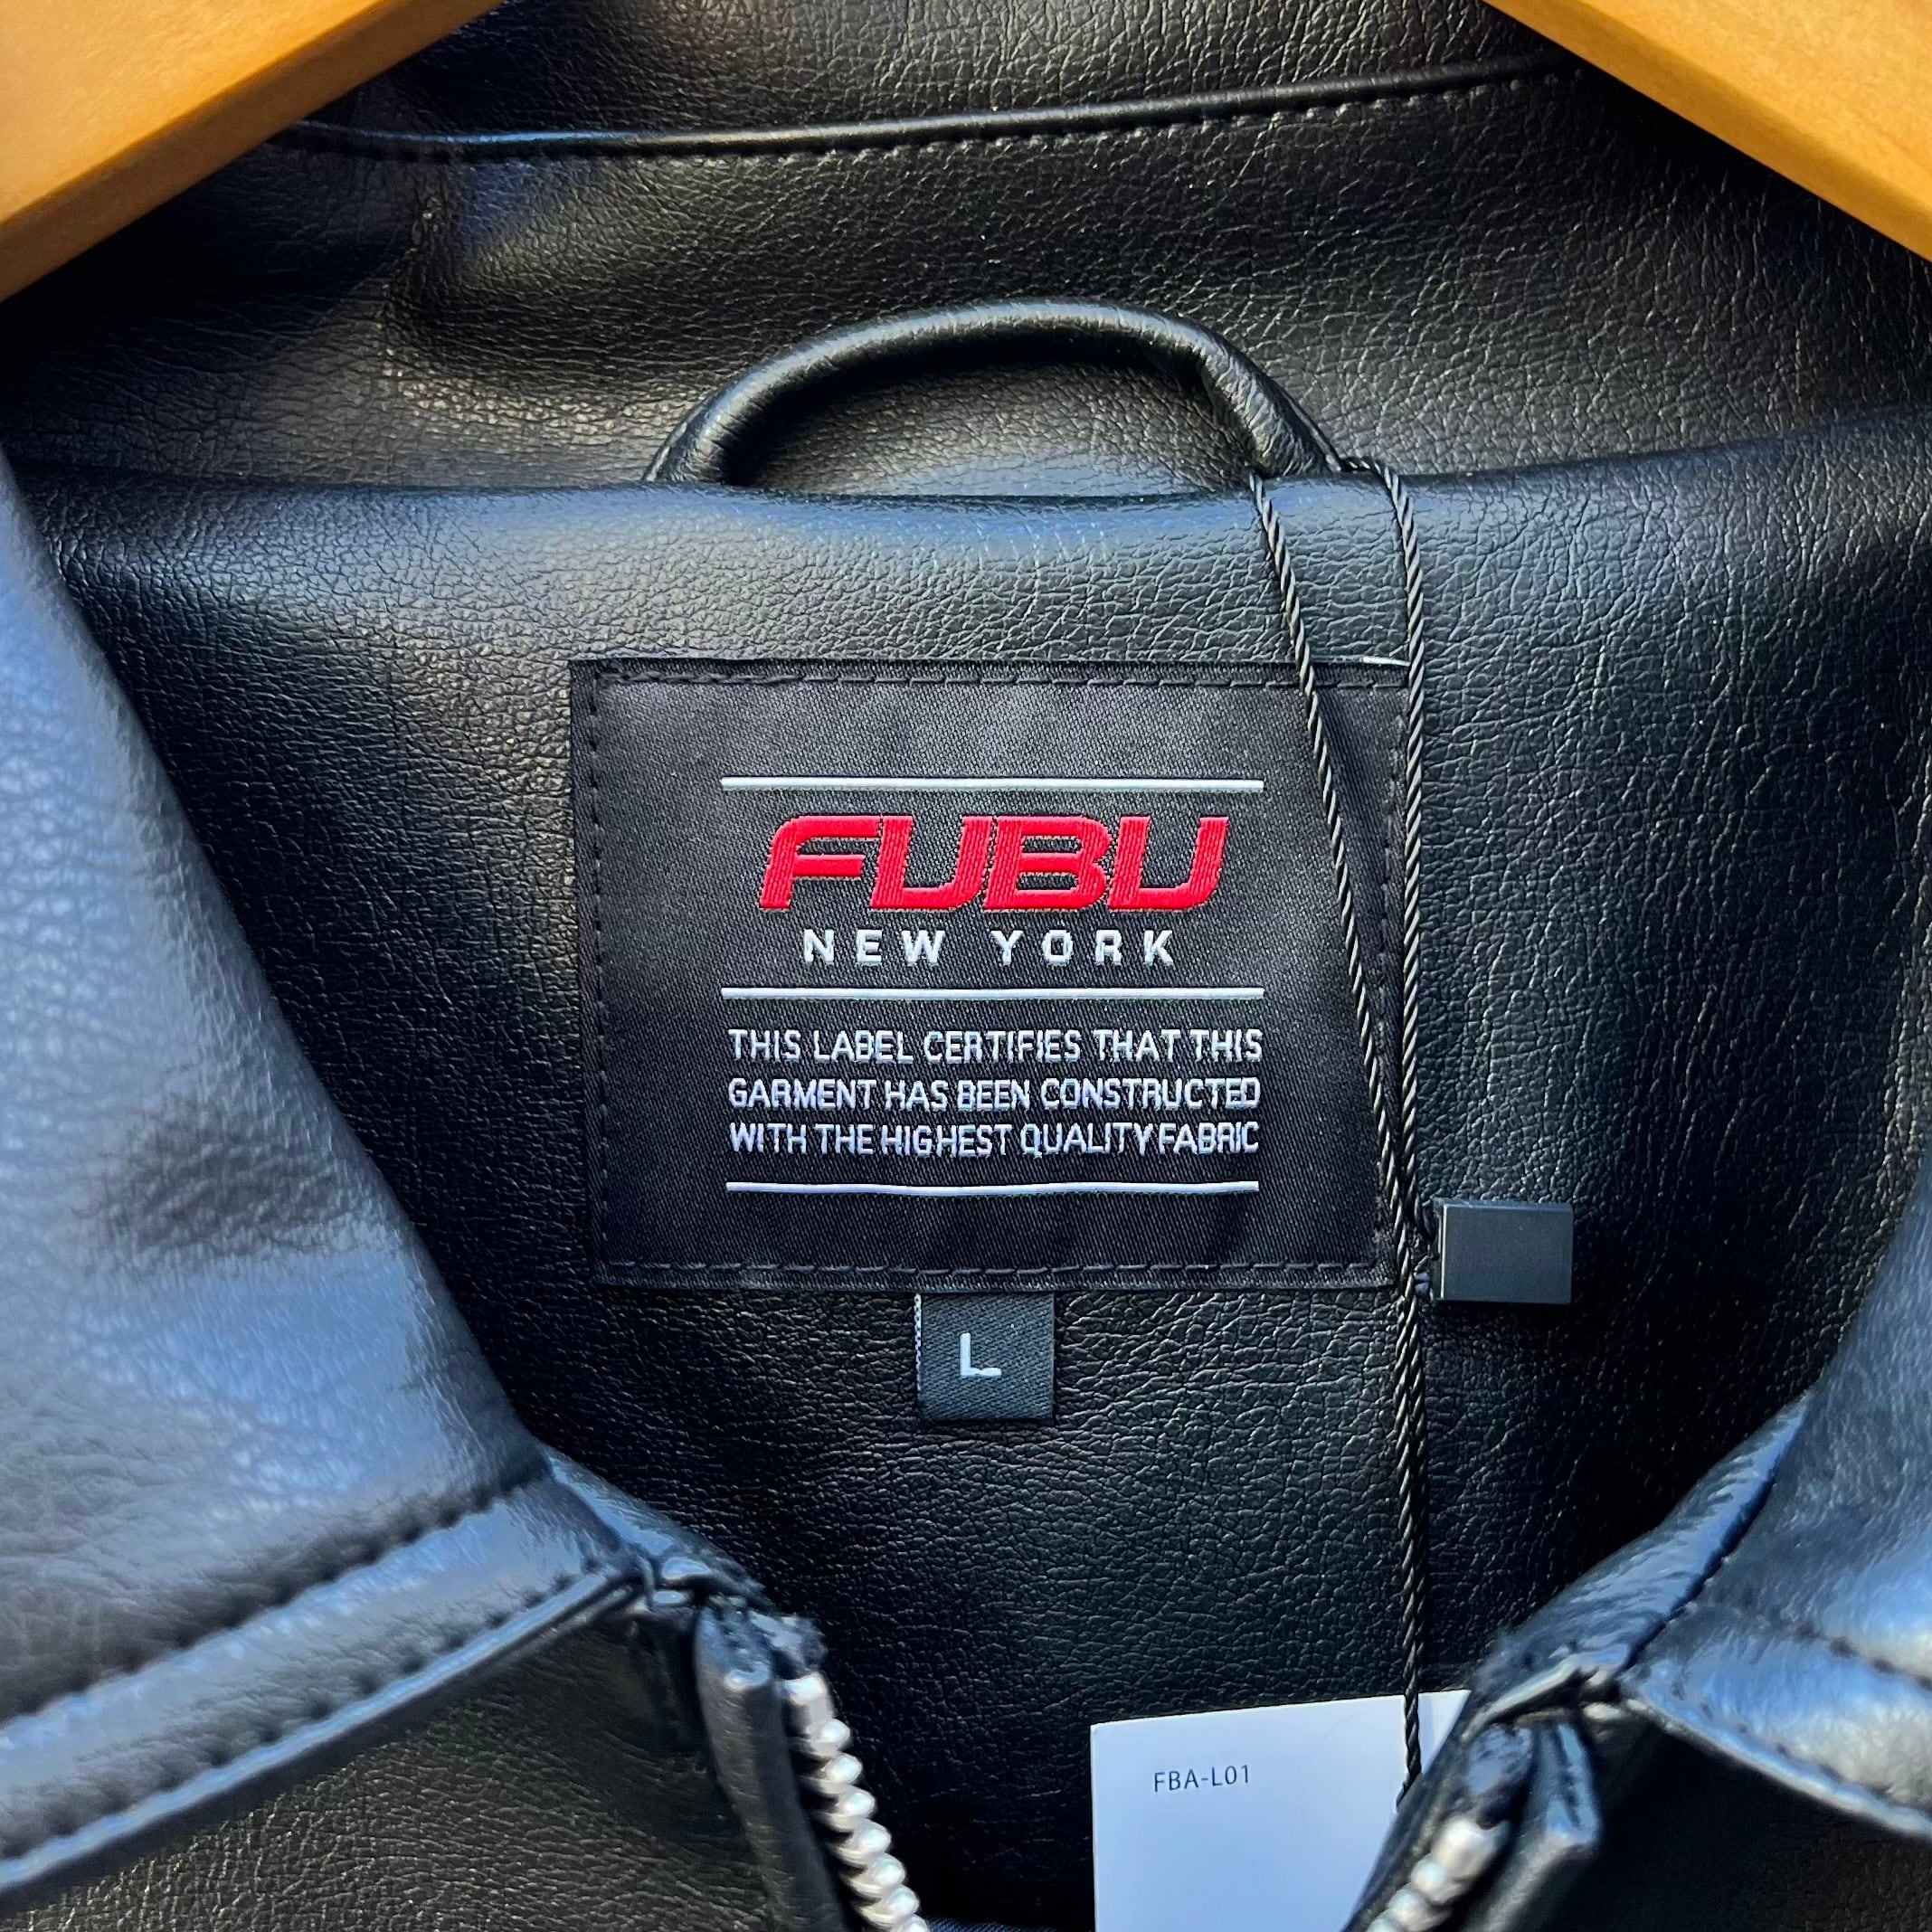 FUBU
NEW YORK
THIS LABEL CERTIFIES THAT THIS
GARMENT HAS BEEN CONSTRUCTED
WITH THE HIGHEST QUALITY FABRIC
L
FBA-L01